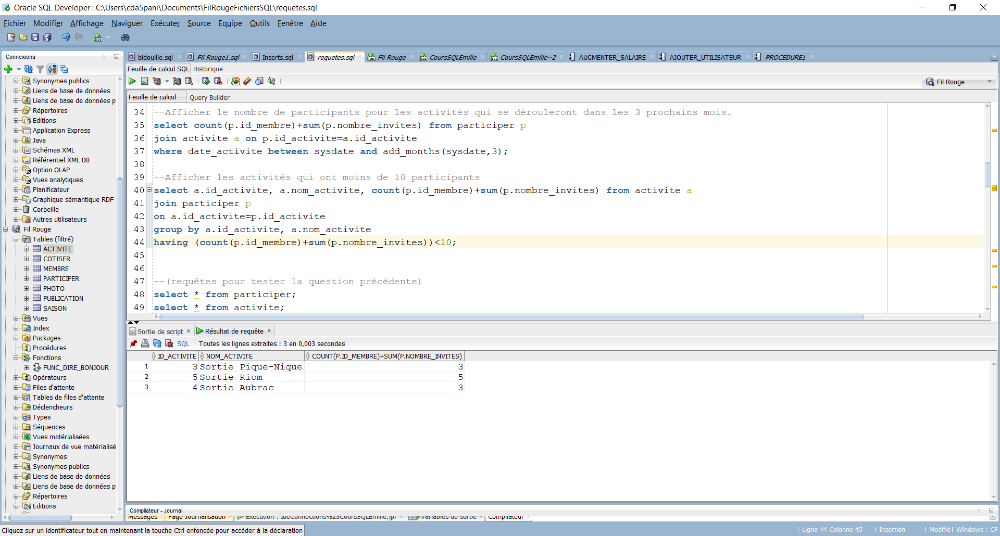 Oracle SQL Developer : C:\Users\cda5pani\Documents\FilRougeFichiersSQL\requetes.sql
Fichier Modifier Affichage Naviguer Exécuter Source Equipe Outils Fenêtre Aide
Connexions
Synonymes publics
Liens de base de données
Liens de base de données p
Répertoires
Editions
Application Express
Java
Schémas XML
Référentiel XML DB
Option OLAP
Vues analytiques
Planificateur
Graphique sémantique RDF
Corbeille
Autres utilisateurs
Fil Rouge
Tables (filtré)
ACTIVITE
COTISER
MEMBRE
PARTICIPER
PHOTO
PUBLICATION
SAISON
Vues
Index
Packages
Procédures
Fonctions
FUNC_DIRE_BONJOUR
Opérateurs
Files d'attente
Tables de files d'attente
Déclencheurs
Types
Séquences
Vues matérialisées
Journaux de vue matérialisé
Synonymes
Synonymes publics
Liens de base de données
Liens de base de données p
Répertoires
Editions
bidouille.sql Fil Rouge1.sql Inserts.sql requetes.sql Fil Rouge CoursSQLEmilie CoursSQLEmilie~2 AUGMENTER_SALAIRE AJOUTER_UTILISATEUR PROCEDURE1
Feuille de calcul SQL Historique
Fil Rouge
Feuille de calcul Query Builder
34 --Afficher le nombre de participants pour les activités qui se dérouleront dans les 3 prochains mois.
35 select count(p.id_membre)+sum(p.nombre_invites) from participer p
36 join activite a on p.id_activite=a.id_activite
37 where date_activite between sysdate and add_months(sysdate,3);
38
39 --Afficher les activités qui ont moins de 10 participants
40 select a.id_activite, a.nom_activite, count(p.id_membre)+sum(p.nombre_invites) from activite a
41 join participer p
42 on a.id_activite=p.id_activite
43 group by a.id_activite, a.nom_activite
44 having (count(p.id_membre)+sum(p.nombre_invites))<10;
45
46
47 --(requêtes pour tester la question précédente)
48 select * from participer;
49 select * from activite;
Sortie de script x Résultat de requête x
SQL Toutes les lignes extraites : 3 en 0,003 secondes
ID_ACTIVITE NOM_ACTIVITE COUNT(P.ID_MEMBRE)+SUM(P.NOMBRE_INVITES)
1 3 Sortie Pique-Nique 3
2 5 Sortie Riom 5
3 4 Sortie Aubrac 3
Compilateur - Journal
Messages Page Journalisation Exécution : IdeConnections%23CoursSQLEmilie.jpr Variables de sortie Compilateur
Cliquez sur un identificateur tout en maintenant la touche Ctrl enfoncée pour accéder à la déclaration
Ligne 44 Colonne 45 Insertion Modifié Windows : CR